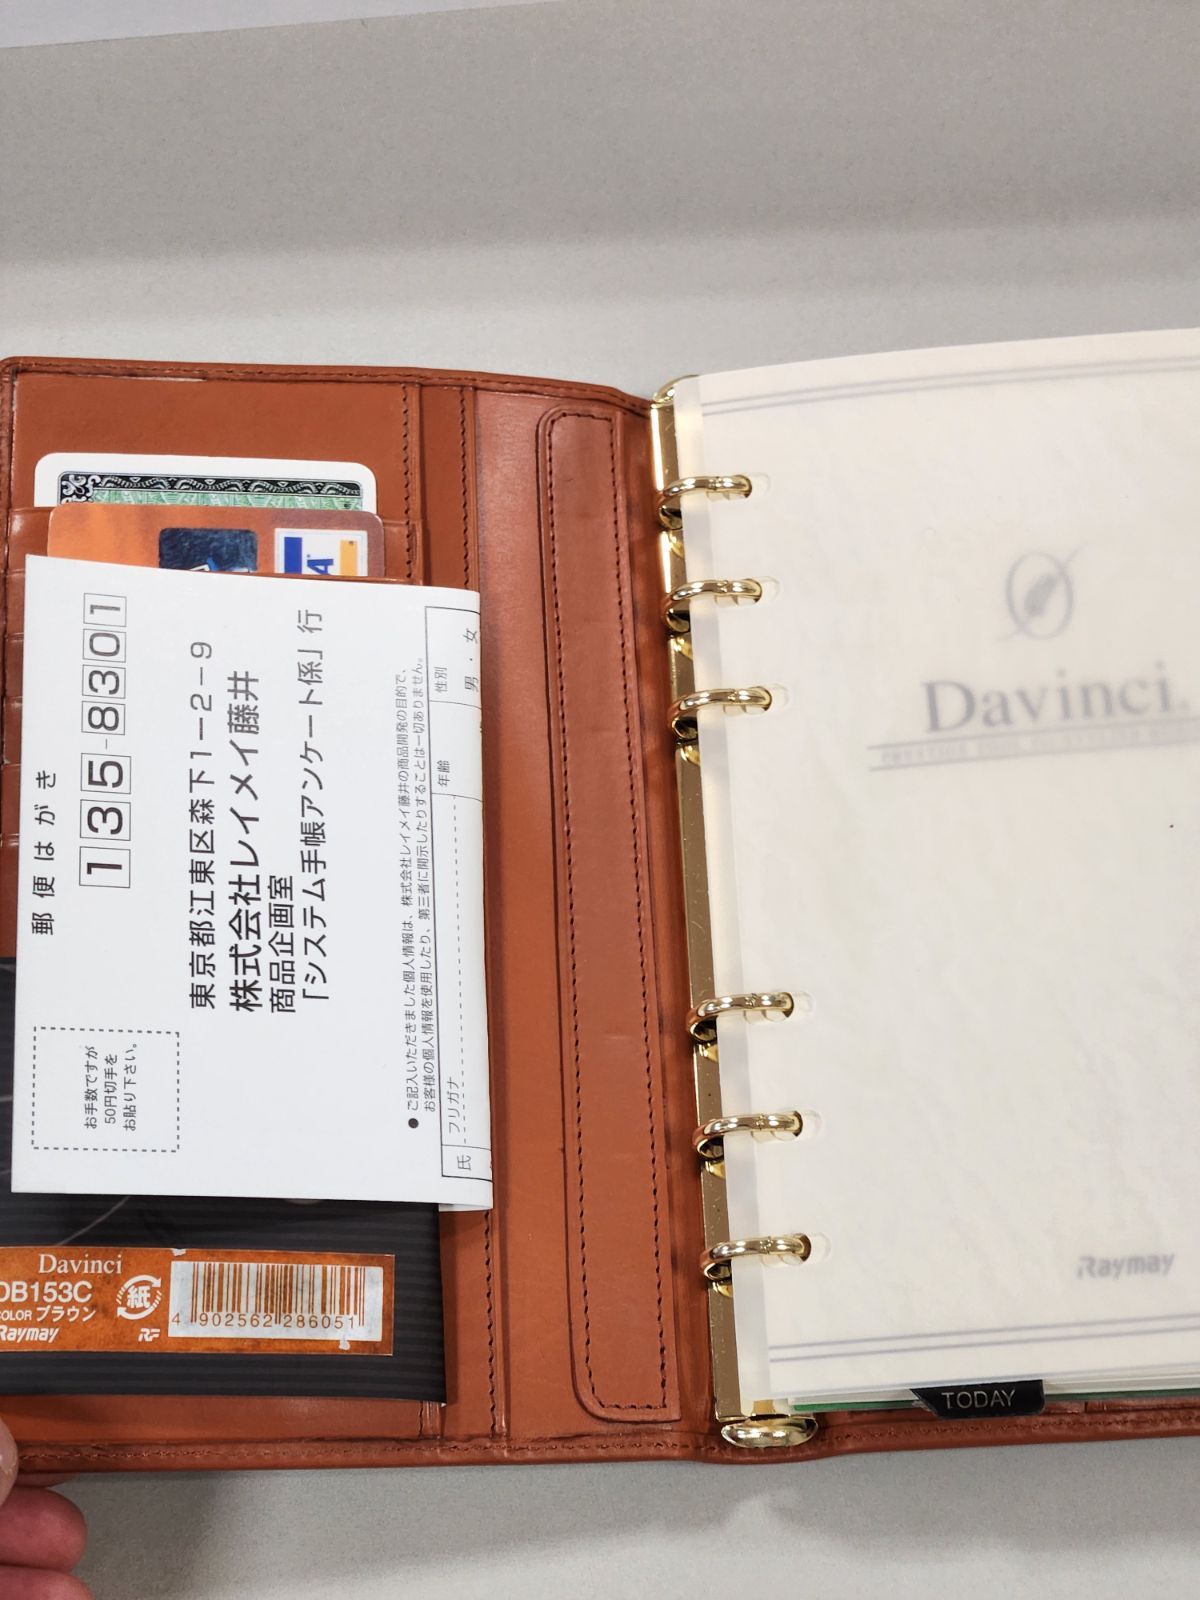 郵便はがき
135-8301
東京都江東区森下1-2-9
株式会社レイメイ藤井
商品企画室
「システム手帳アンケート係」行
お手数ですが
50円切手を
お貼り下さい。
●ご記入いただきました個人情報は、株式会社レイメイ藤井の商品開発の目的で、
お客様の個人情報を使用したり、第三者に開示したりすることは一切ありません。
フリガナ
氏
年齢
性別
男・女
Davinci
DB153C
COLOR ブラウン
Raymay
紙
RF
4 902562 286051
Davinci
Raymay
TODAY